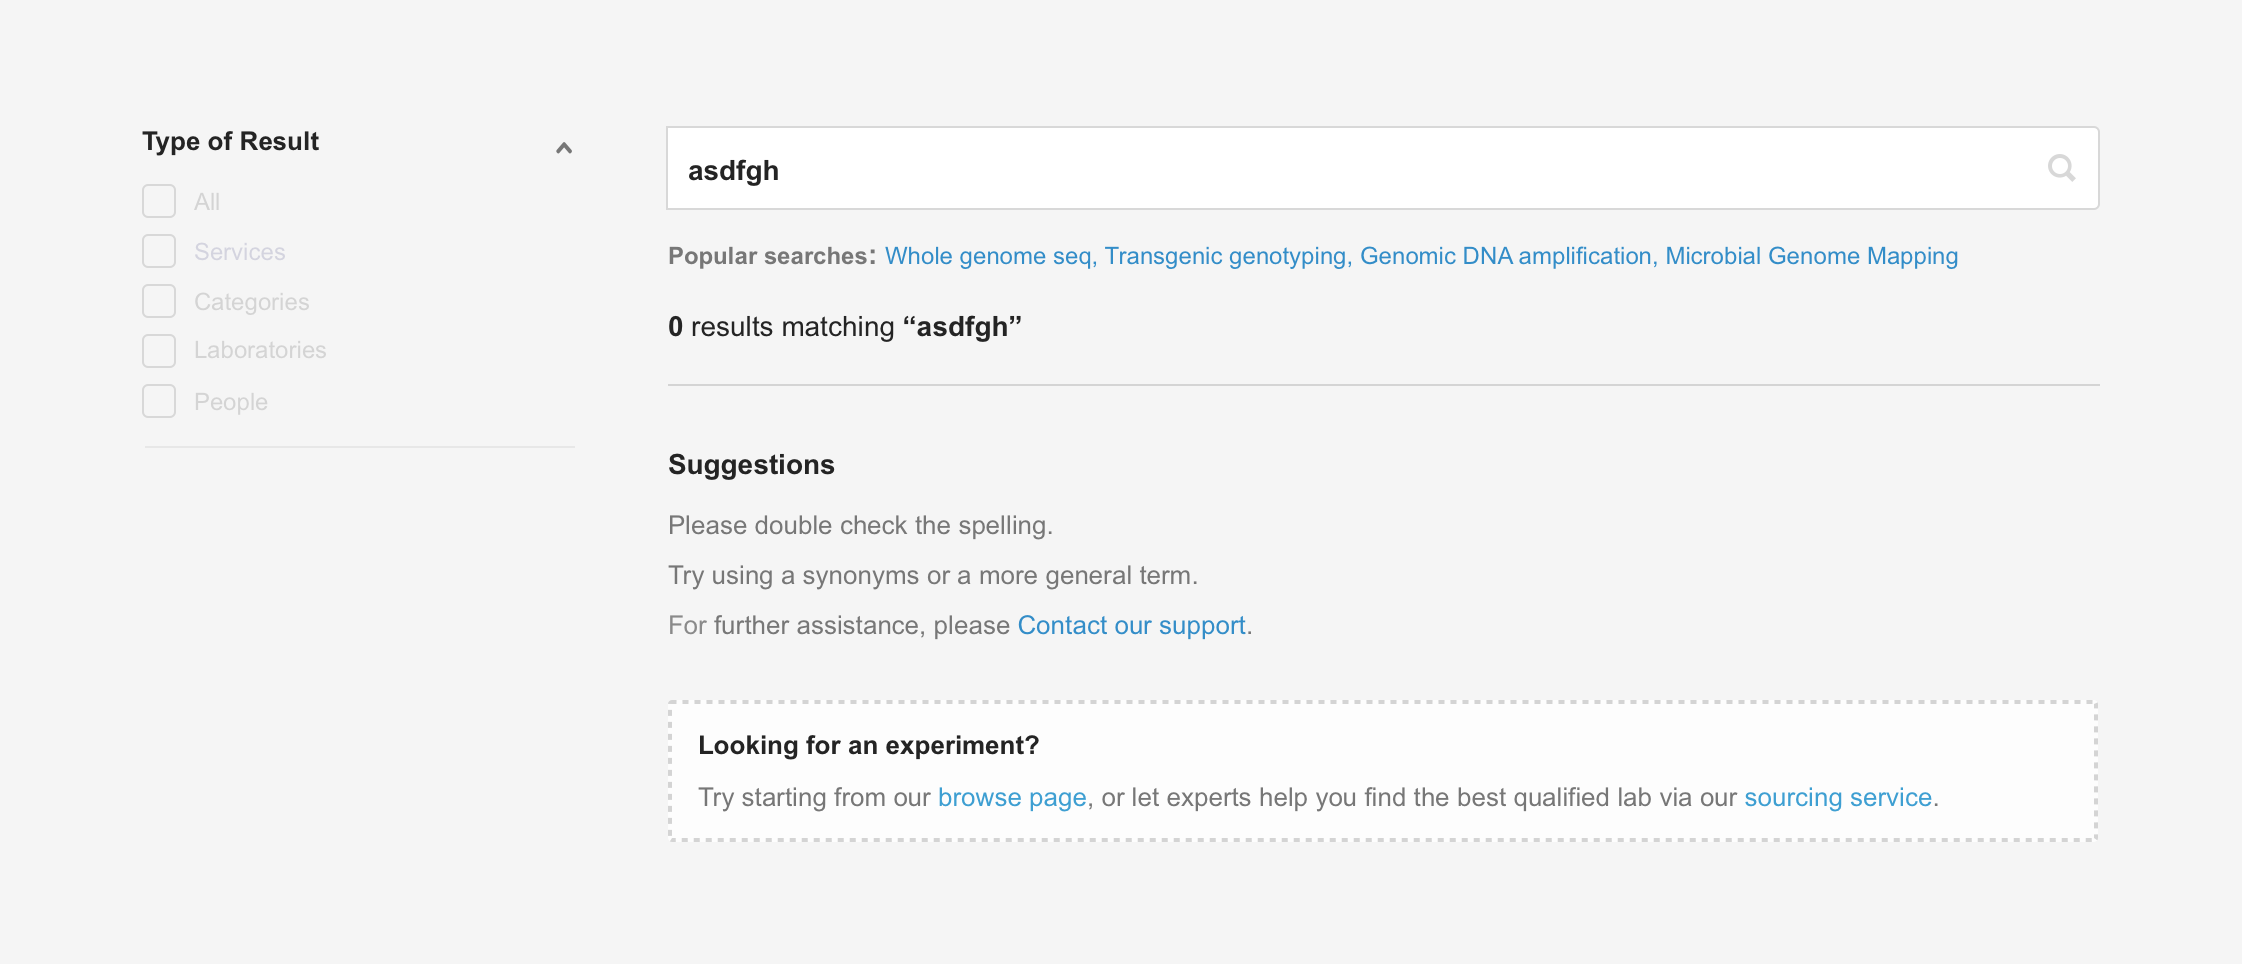 Type of Result
All
Services
Categories
Laboratories
People
asdfgh
Popular searches: Whole genome seq, Transgenic genotyping, Genomic DNA amplification, Microbial Genome Mapping
0 results matching “asdfgh”
Suggestions
Please double check the spelling.
Try using a synonyms or a more general term.
For further assistance, please Contact our support.
Looking for an experiment?
Try starting from our browse page, or let experts help you find the best qualified lab via our sourcing service.